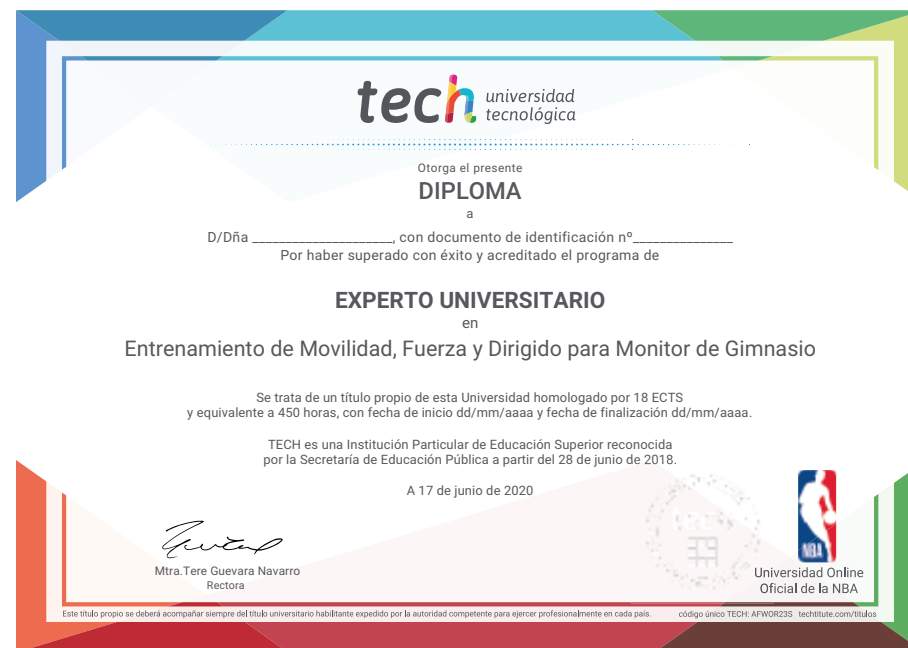 tech universidad
tecnológica
Otorga el presente
DIPLOMA
a
D/Dña _____________________, con documento de identificación nº_______________
Por haber superado con éxito y acreditado el programa de
EXPERTO UNIVERSITARIO
en
Entrenamiento de Movilidad, Fuerza y Dirigido para Monitor de Gimnasio
Se trata de un título propio de esta Universidad homologado por 18 ECTS
y equivalente a 450 horas, con fecha de inicio dd/mm/aaaa y fecha de finalización dd/mm/aaaa.
TECH es una Institución Particular de Educación Superior reconocida
por la Secretaría de Educación Pública a partir del 28 de junio de 2018.
A 17 de junio de 2020
Mtra.Tere Guevara Navarro
Rectora
NBA
Universidad Online
Oficial de la NBA
Este título propio se deberá acompañar siempre del título universitario habilitante expedido por la autoridad competente para ejercer profesionalmente en cada país.
código único TECH: AFWOR23S techtitute.com/titulos